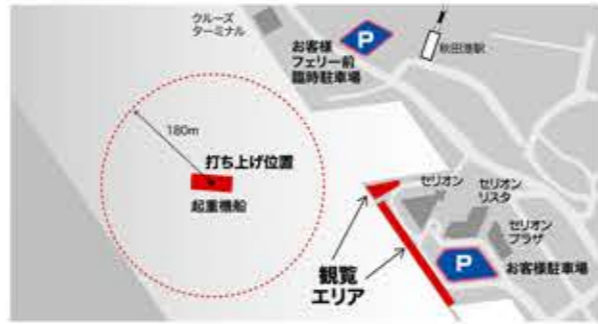 クルーズ
ターミナル
お客様
フェリー前
臨時駐車場
P
秋田港駅
180m
打ち上げ位置
起重機船
セリオン
セリオン
リスタ
セリオン
プラザ
P
お客様駐車場
観覧
エリア